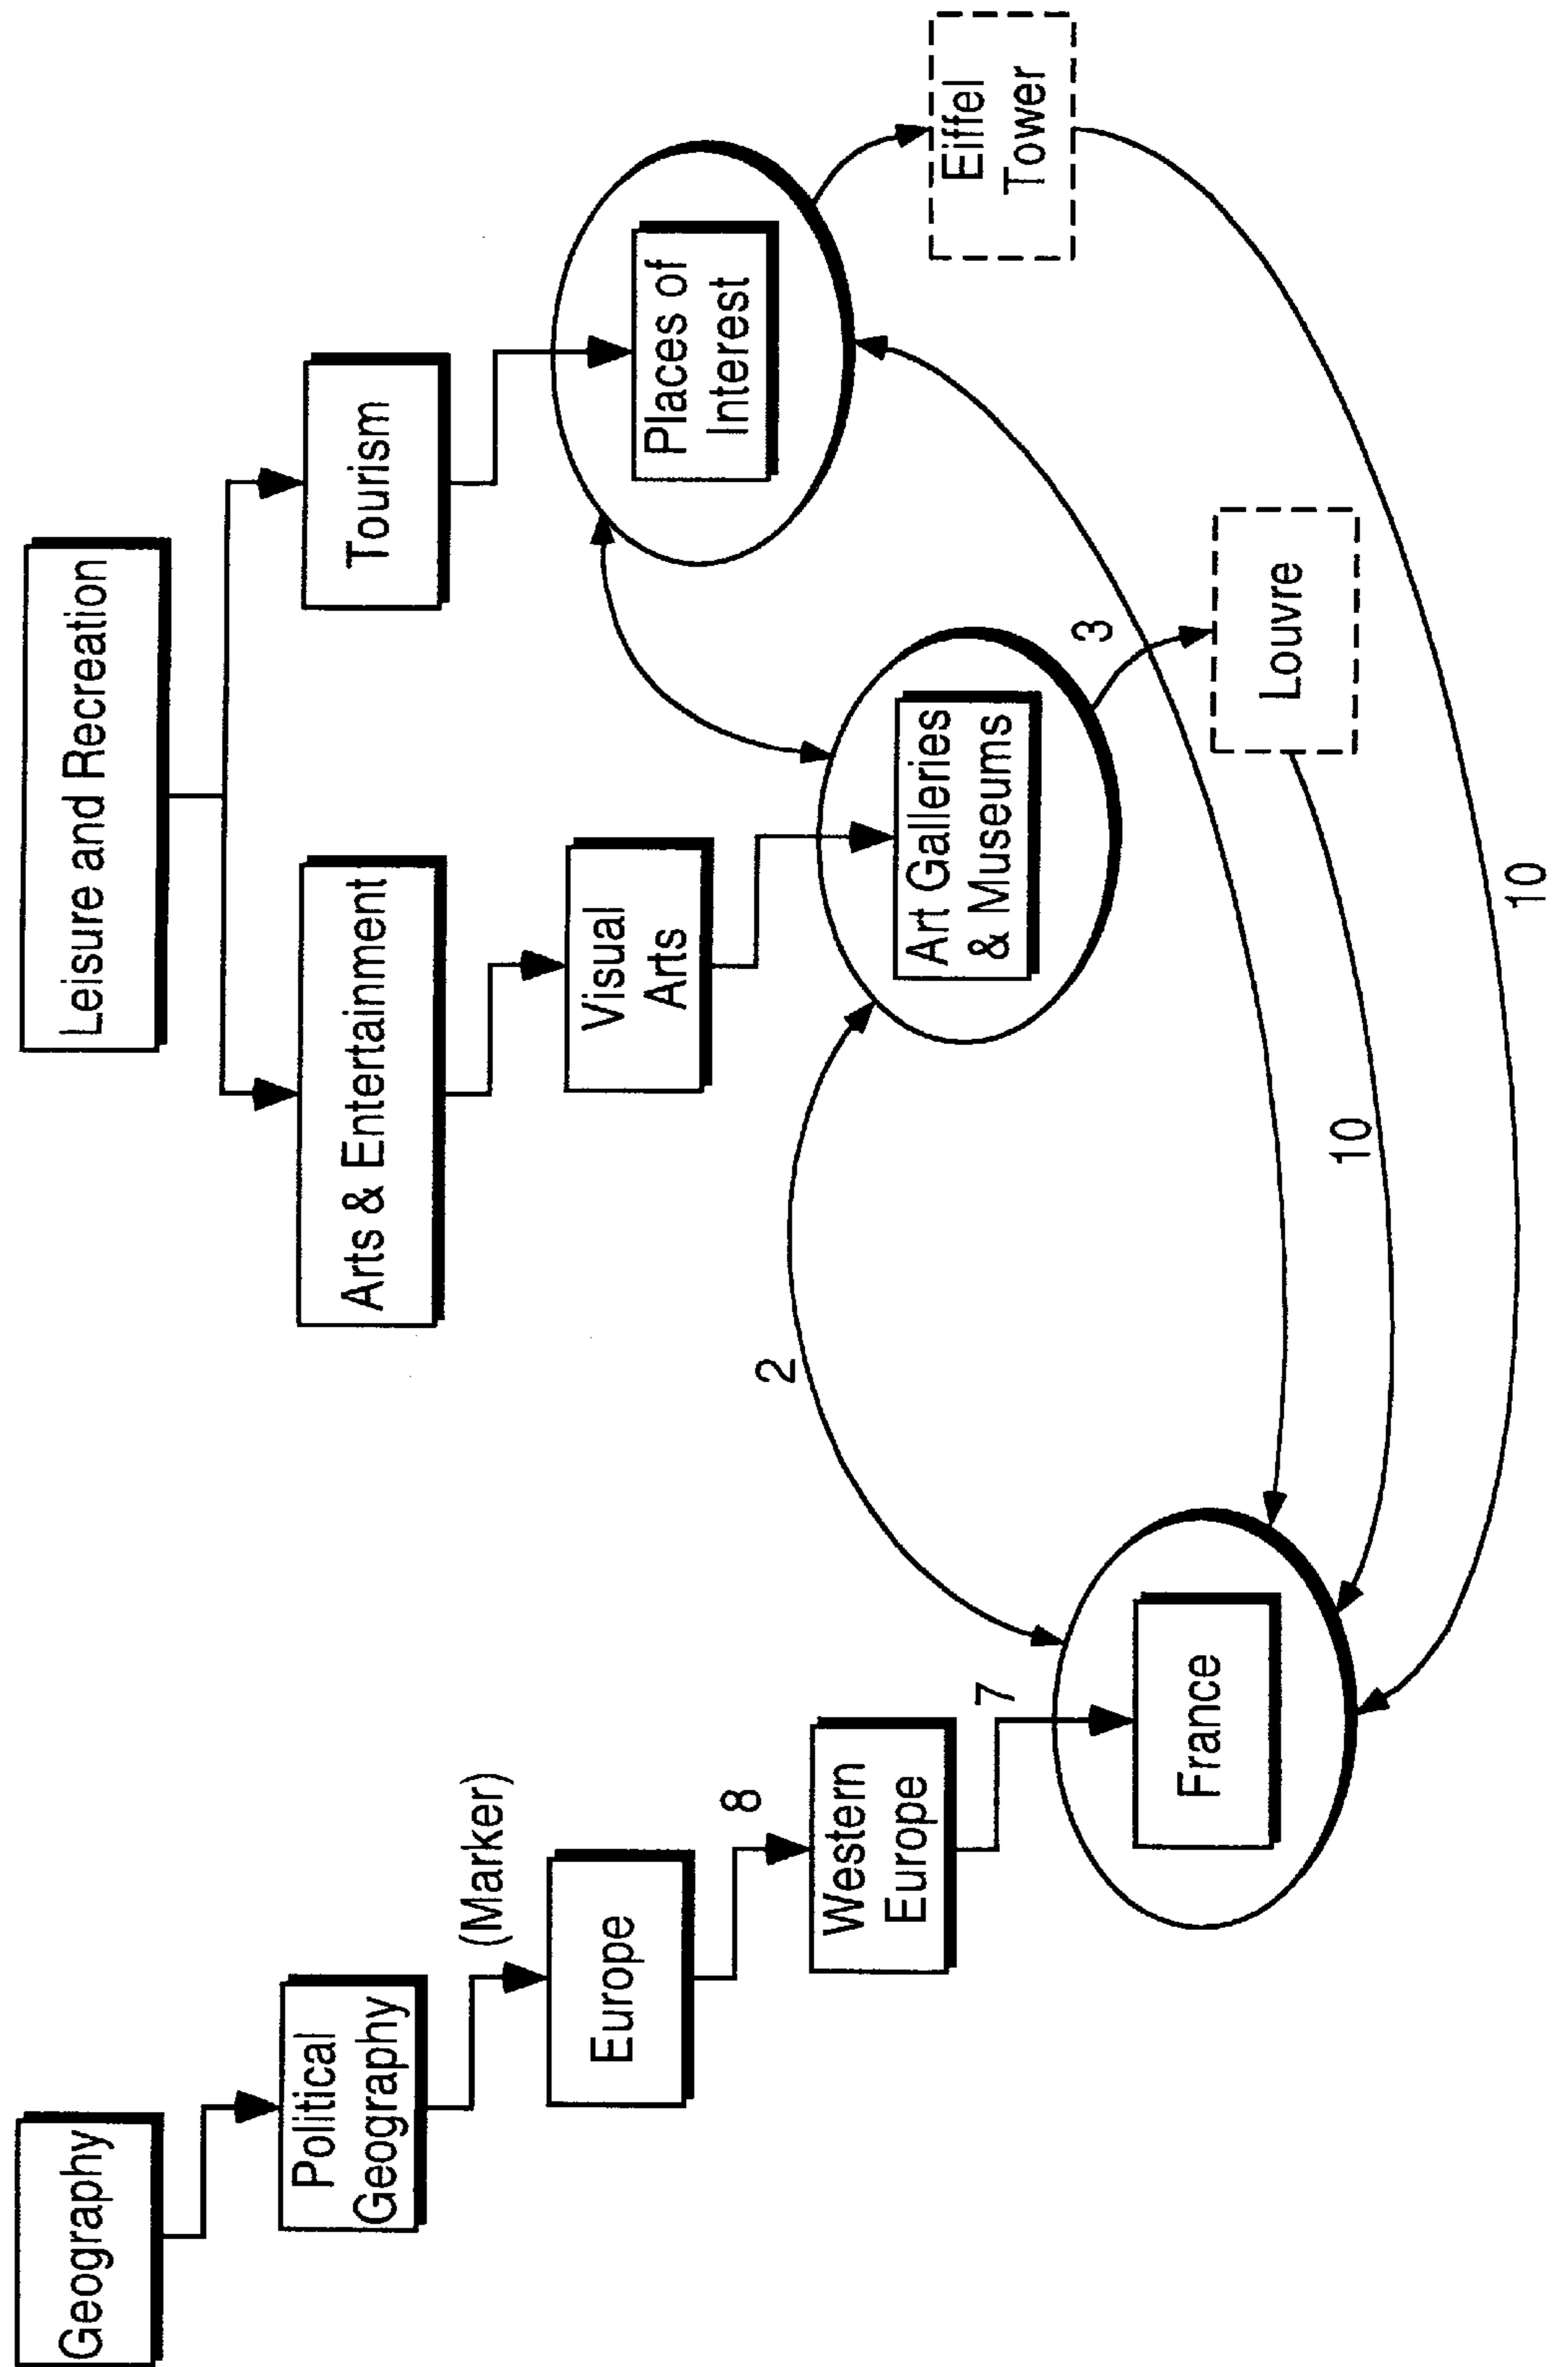 Geography
Political
Geography
(Marker)
Europe
8
Western
Europe
7
France
Leisure and Recreation
Arts & Entertainment
Tourism
Visual
Arts
Places of
Interest
Art Galleries
& Museums
2
3
Eiffel
Tower
Louvre
10
10